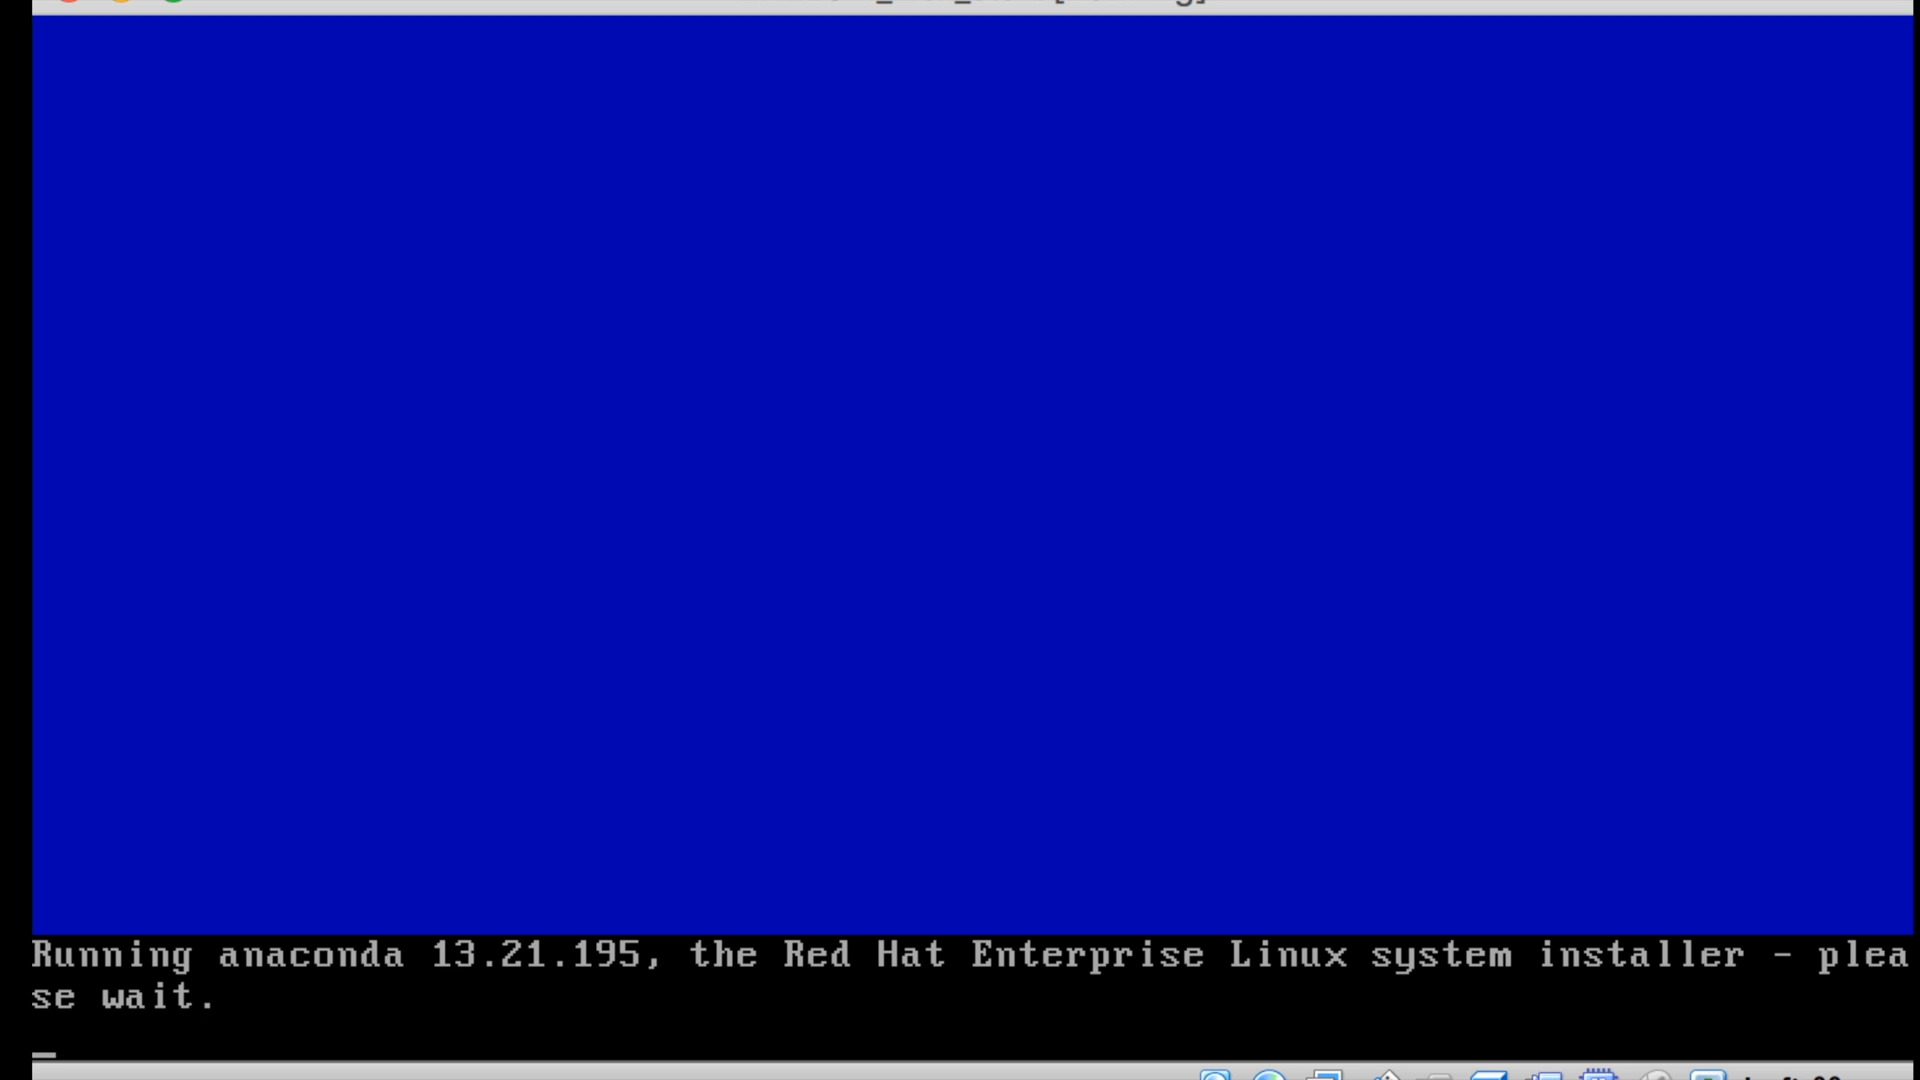 Running anaconda 13.21.195, the Red Hat Enterprise Linux system installer - plea
se wait.